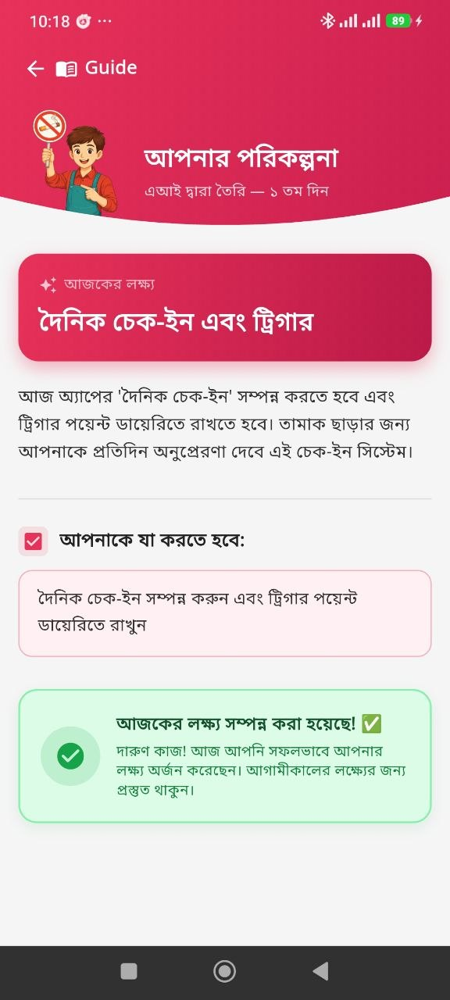 10:18 ...
89
Guide
আপনার পরিকল্পনা
এআই দ্বারা তৈরি — ১ তম দিন
আজকের লক্ষ্য
দৈনিক চেক-ইন এবং ট্রিগার
আজ অ্যাপের 'দৈনিক চেক-ইন' সম্পন্ন করতে হবে এবং
ট্রিগার পয়েন্ট ডায়েরিতে রাখতে হবে। তামাক ছাড়ার জন্য
আপনাকে প্রতিদিন অনুপ্রেরণা দেবে এই চেক-ইন সিস্টেম।
আপনাকে যা করতে হবে:
দৈনিক চেক-ইন সম্পন্ন করুন এবং ট্রিগার পয়েন্ট
ডায়েরিতে রাখুন
আজকের লক্ষ্য সম্পন্ন করা হয়েছে! ✅
দারুণ কাজ! আজ আপনি সফলভাবে আপনার
লক্ষ্য অর্জন করেছেন। আগামীকালের লক্ষ্যের জন্য
প্রস্তুত থাকুন।